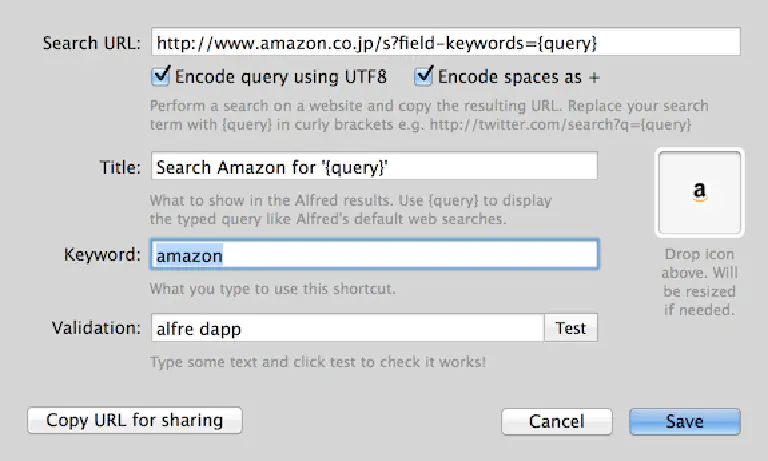 Search URL: http://www.amazon.co.jp/s?field-keywords={query}
Encode query using UTF8 Encode spaces as +
Perform a search on a website and copy the resulting URL. Replace your search
term with {query} in curly brackets e.g. http://twitter.com/search?q={query}
Title: Search Amazon for '{query}'
What to show in the Alfred results. Use {query} to display
the typed query like Alfred's default web searches.
a
Keyword: amazon
What you type to use this shortcut.
Drop icon
above. Will
be resized
if needed.
Validation: alfre dapp Test
Type some text and click test to check it works!
Copy URL for sharing Cancel Save